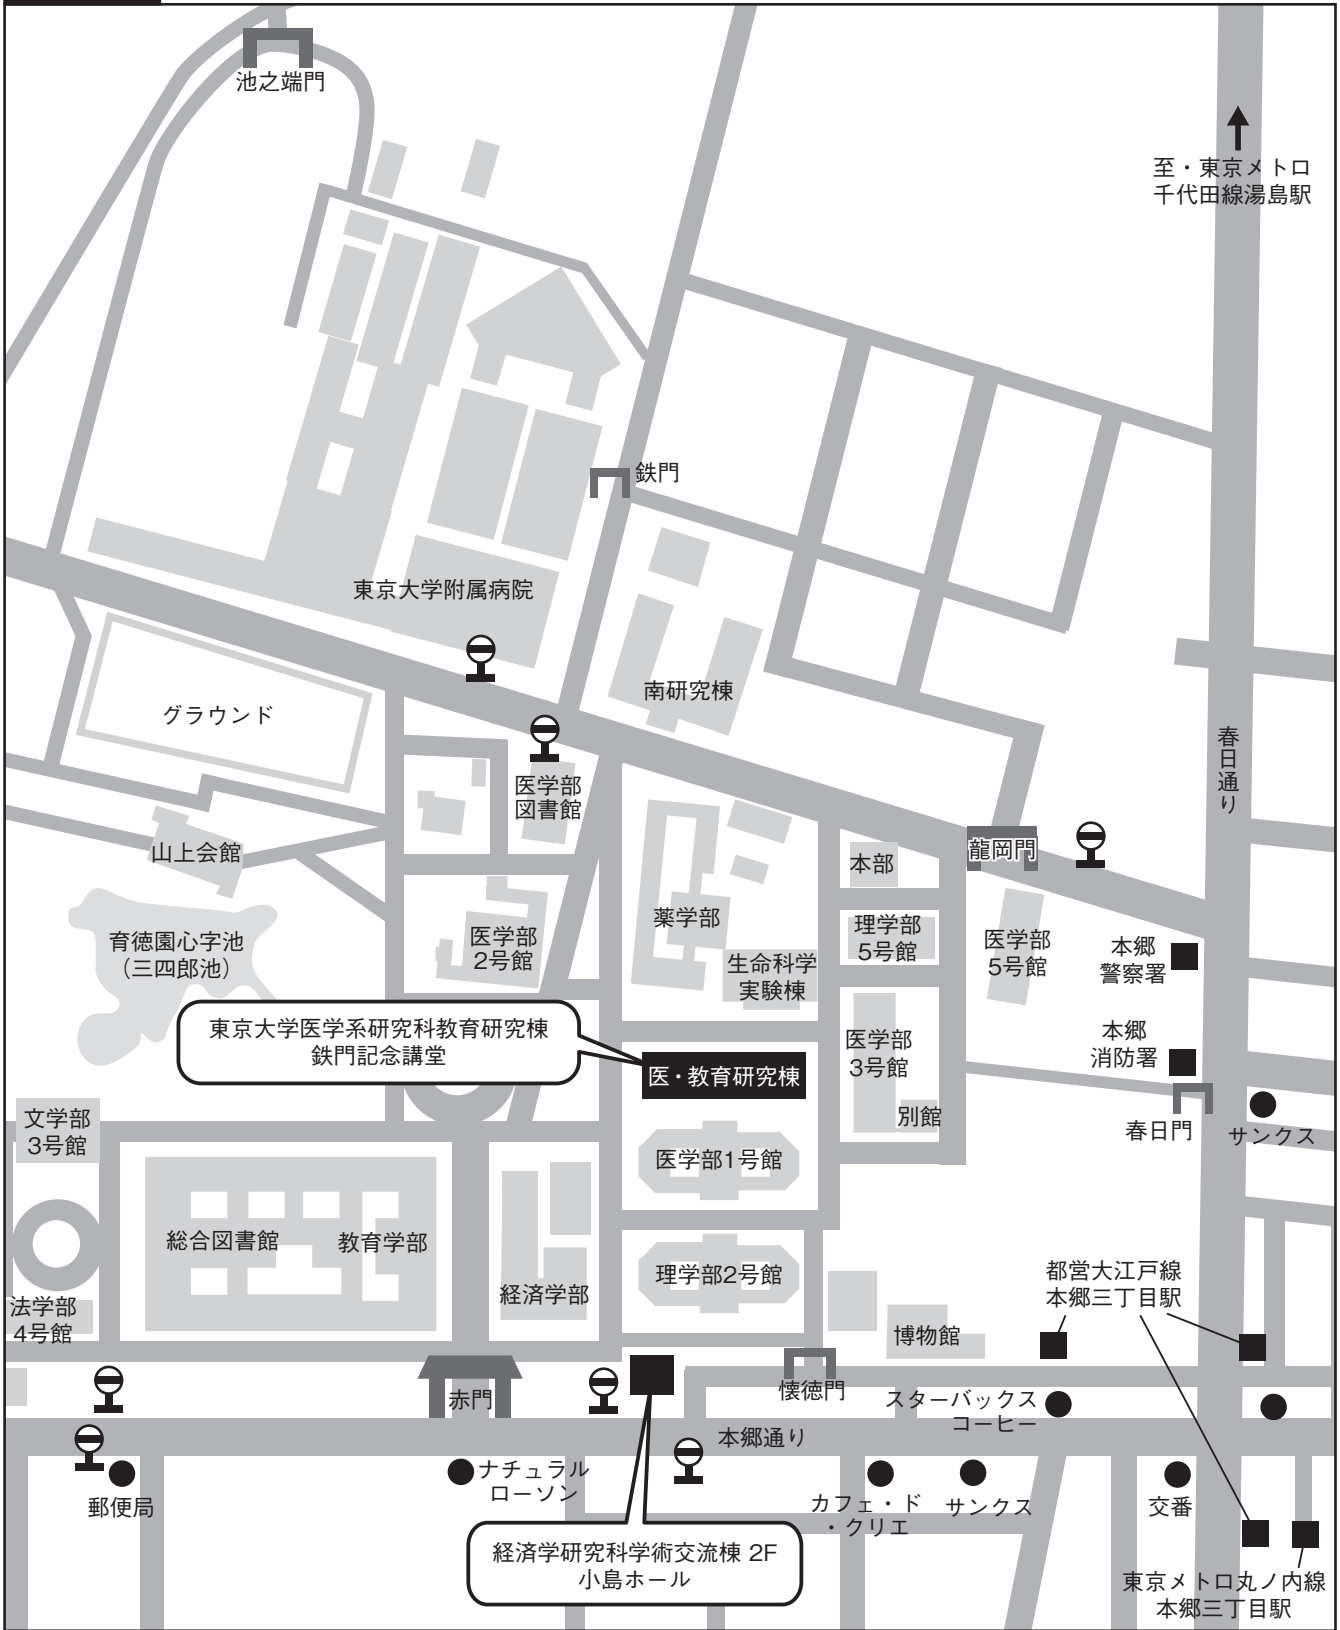 池之端門
至・東京メトロ
千代田線湯島駅
鉄門
東京大学附属病院
南研究棟
グラウンド
春日通り
医学部
図書館
山上会館
龍岡門
本部
育徳園心字池
（三四郎池）
医学部
2号館
薬学部
理学部
5号館
医学部
5号館
本郷
警察署
生命科学
実験棟
東京大学医学系研究科教育研究棟
鉄門記念講堂
医・教育研究棟
医学部
3号館
本郷
消防署
別館
春日門
サンクス
文学部
3号館
医学部1号館
総合図書館
教育学部
理学部2号館
経済学部
都営大江戸線
本郷三丁目駅
法学部
4号館
博物館
赤門
懐徳門
スターバックス
コーヒー
本郷通り
郵便局
ナチュラル
ローソン
カフェ・ド
・クリエ
サンクス
交番
経済学研究科学術交流棟 2F
小島ホール
東京メトロ丸ノ内線
本郷三丁目駅